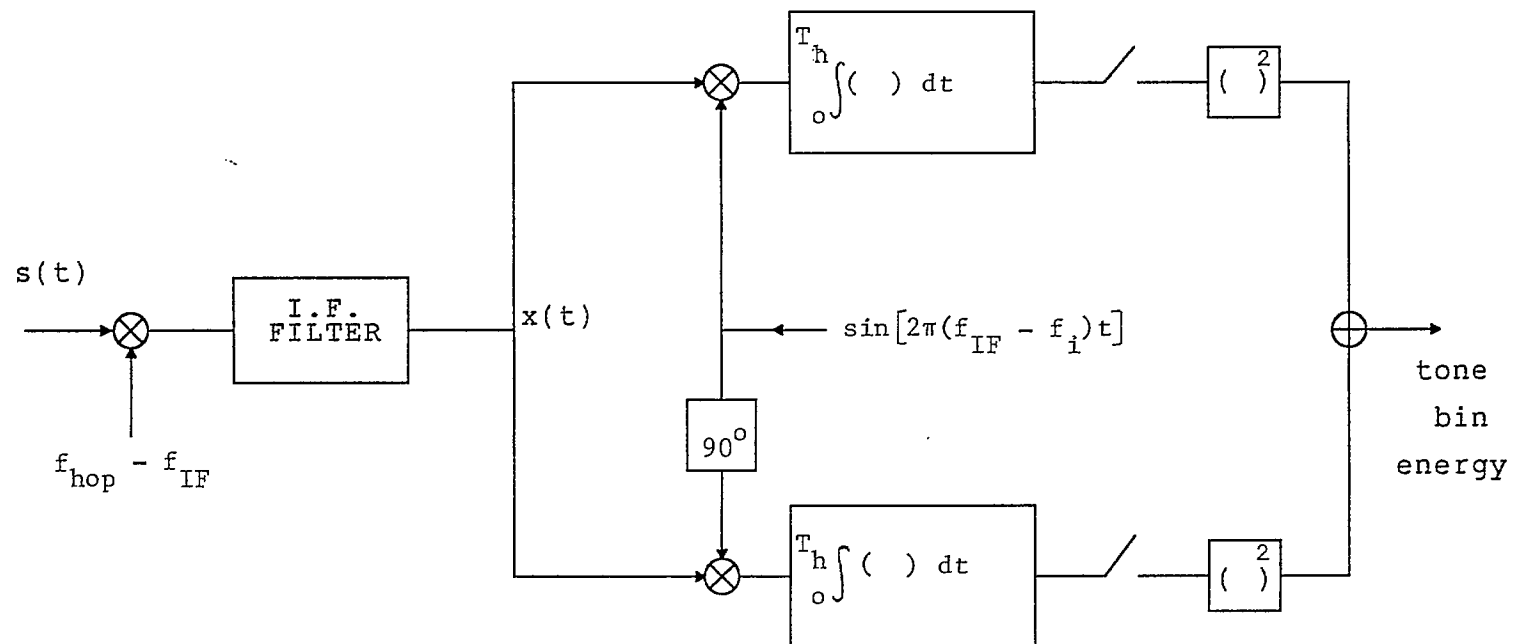 T_h
o∫( ) dt
( )^2
s(t)
I.F.
FILTER
x(t)
sin[2π(f_IF - f_i)t]
tone
bin
energy
90°
f_hop - f_IF
T_h
o∫( ) dt
( )^2